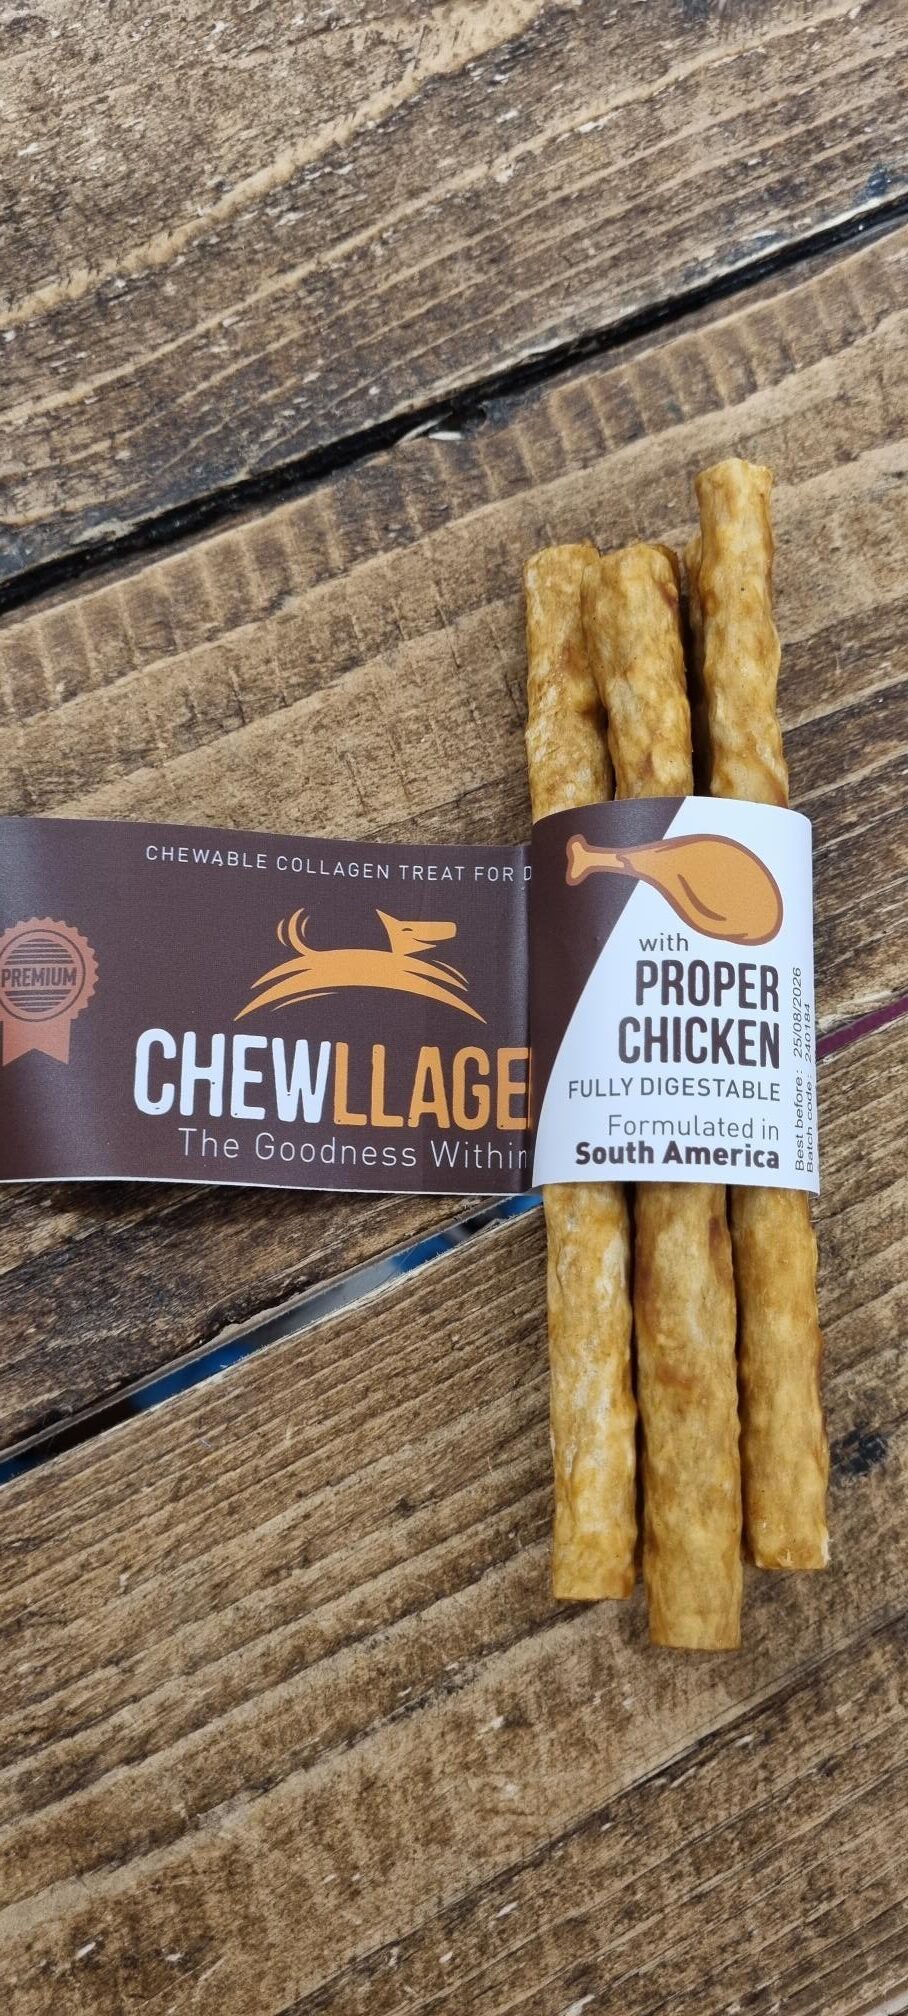 CHEWABLE COLLAGEN TREAT FOR D
PREMIUM
CHEWLLAGE
The Goodness Within
with
PROPER
CHICKEN
FULLY DIGESTABLE
Formulated in
South America
Best before: 25/08/2026
Batch code: 240184